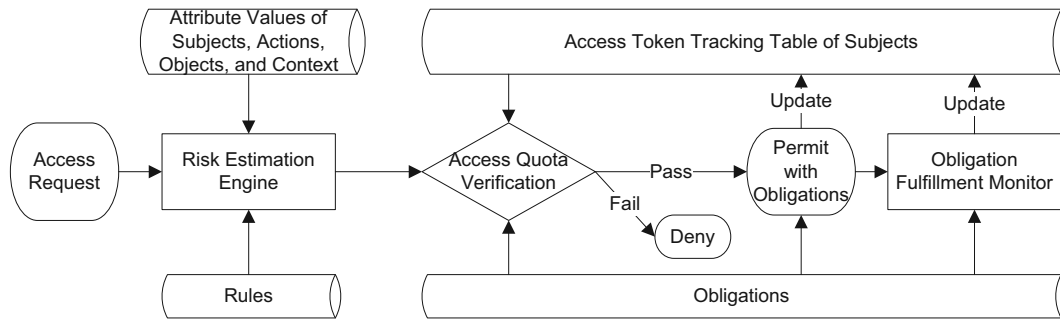 Attribute Values of
Subjects, Actions,
Objects, and Context
Access Token Tracking Table of Subjects
Update
Update
Access
Request
Risk Estimation
Engine
Access Quota
Verification
Pass
Fail
Deny
Permit
with
Obligations
Obligation
Fulfillment Monitor
Rules
Obligations